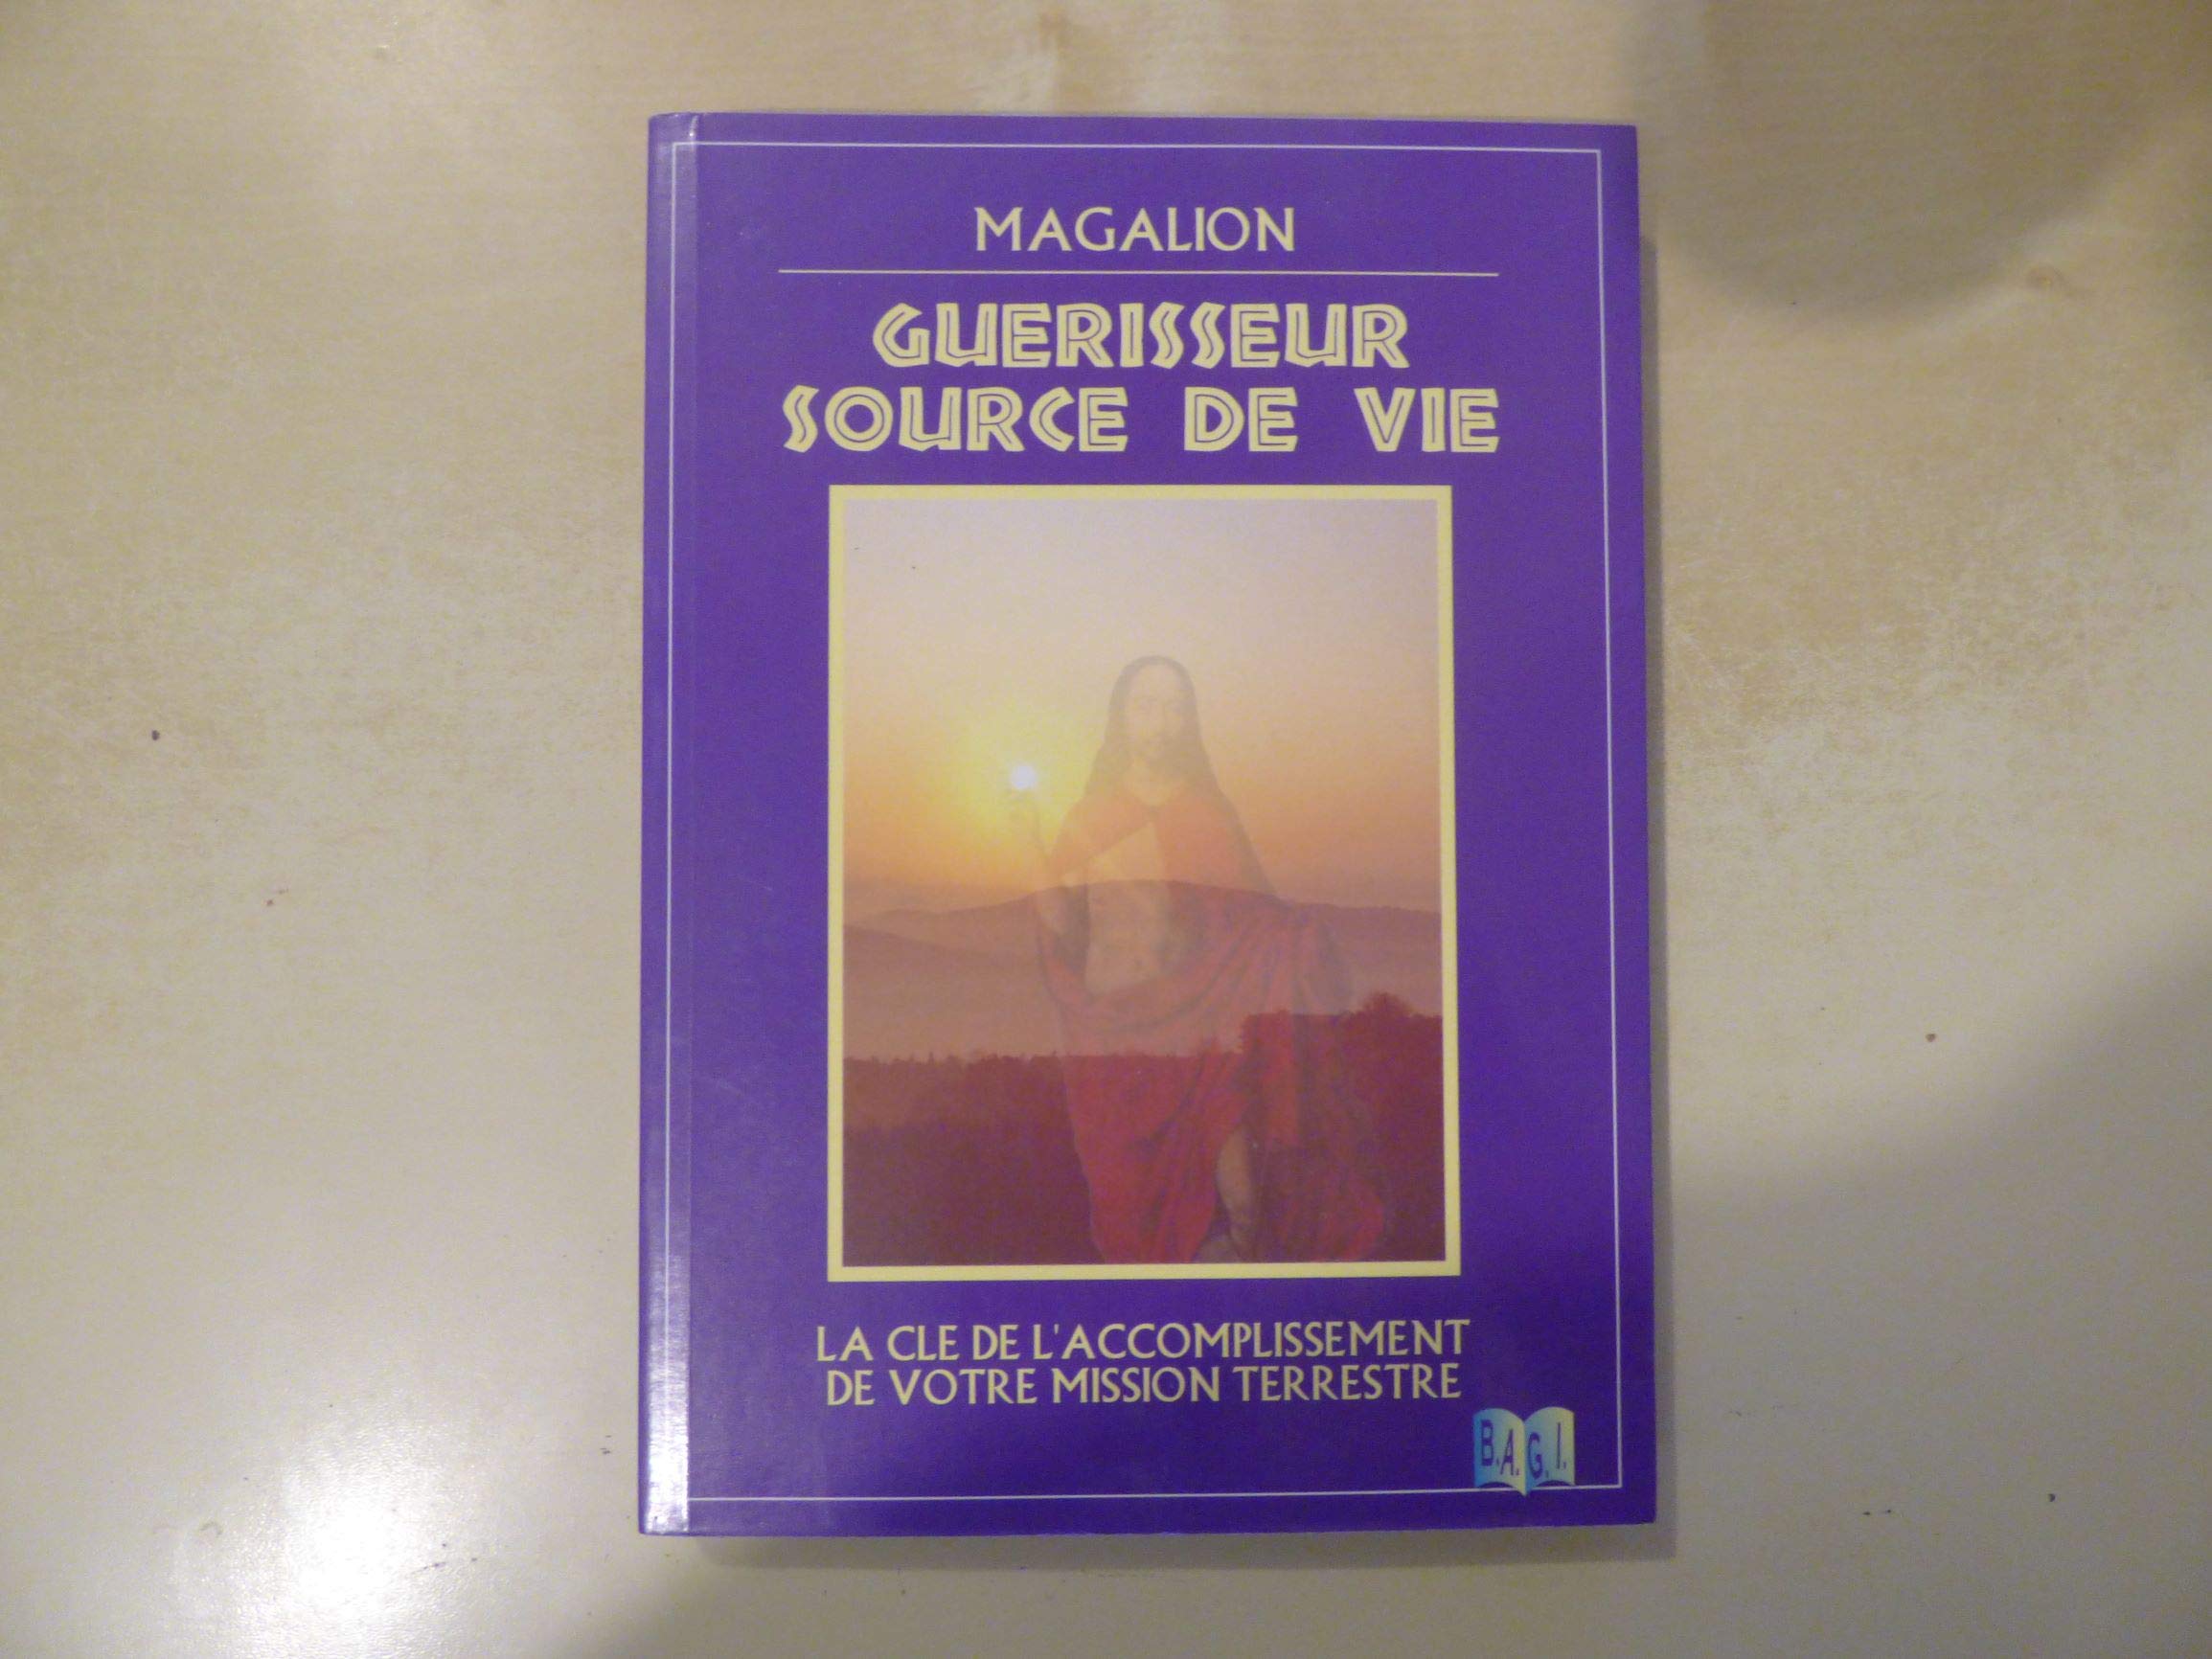 MAGALION
GUERISSEUR
SOURCE DE VIE
LA CLE DE L'ACCOMPLISSEMENT
DE VOTRE MISSION TERRESTRE
B.A.G.I.